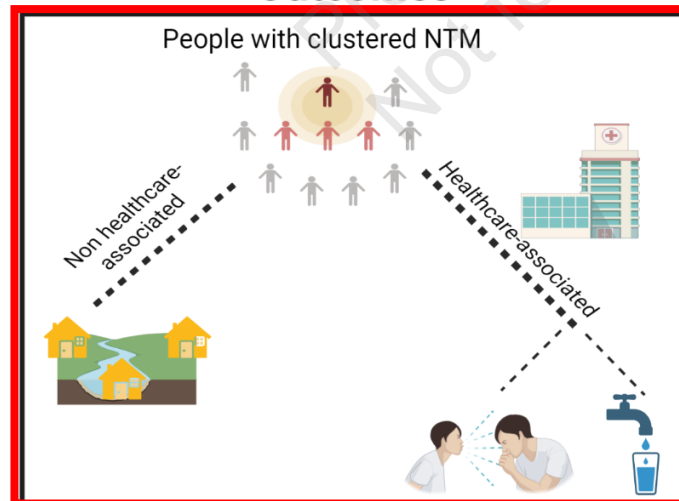 People with clustered NTM
Non healthcare-
associated
Healthcare-associated